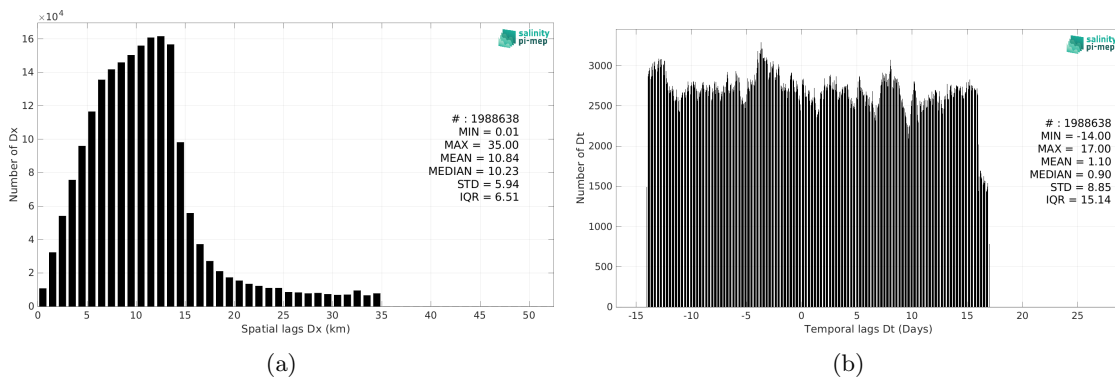 ×10⁴
16
14
12
10
8
6
4
2
0
Number of Dx
0 5 10 15 20 25 30 35 40 45 50
Spatial lags Dx (km)
salinity
pi-mep
# : 1988638
MIN = 0.01
MAX = 35.00
MEAN = 10.84
MEDIAN = 10.23
STD = 5.94
IQR = 6.51
(a)
3000
2500
2000
1500
1000
500
0
Number of Dt
-15 -10 -5 0 5 10 15 20 25
Temporal lags Dt (Days)
salinity
pi-mep
# : 1988638
MIN = -14.00
MAX = 17.00
MEAN = 1.10
MEDIAN = 0.90
STD = 8.85
IQR = 15.14
(b)